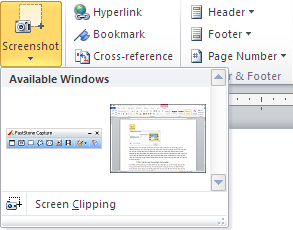 Screenshot
Hyperlink
Bookmark
Cross-reference
Header
Footer
Page Number
& Footer
Available Windows
FastStone Capture
Screen Clipping